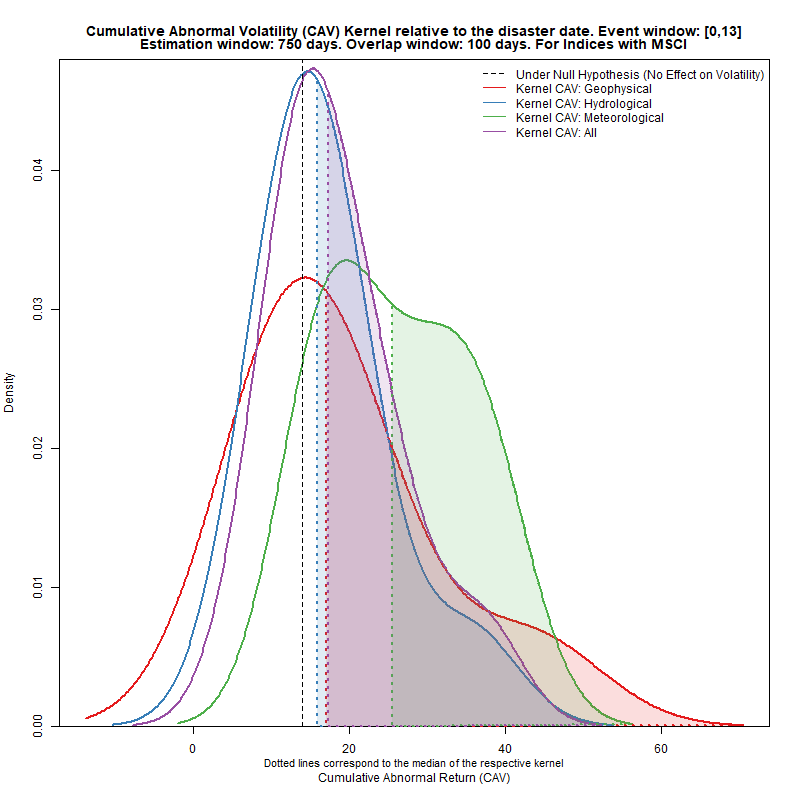 Cumulative Abnormal Volatility (CAV) Kernel relative to the disaster date. Event window: [0,13]
Estimation window: 750 days. Overlap window: 100 days. For Indices with MSCI
Under Null Hypothesis (No Effect on Volatility)
Kernel CAV: Geophysical
Kernel CAV: Hydrological
Kernel CAV: Meteorological
Kernel CAV: All
Density
0.04
0.03
0.02
0.01
0.00
0 20 40 60
Dotted lines correspond to the median of the respective kernel
Cumulative Abnormal Return (CAV)